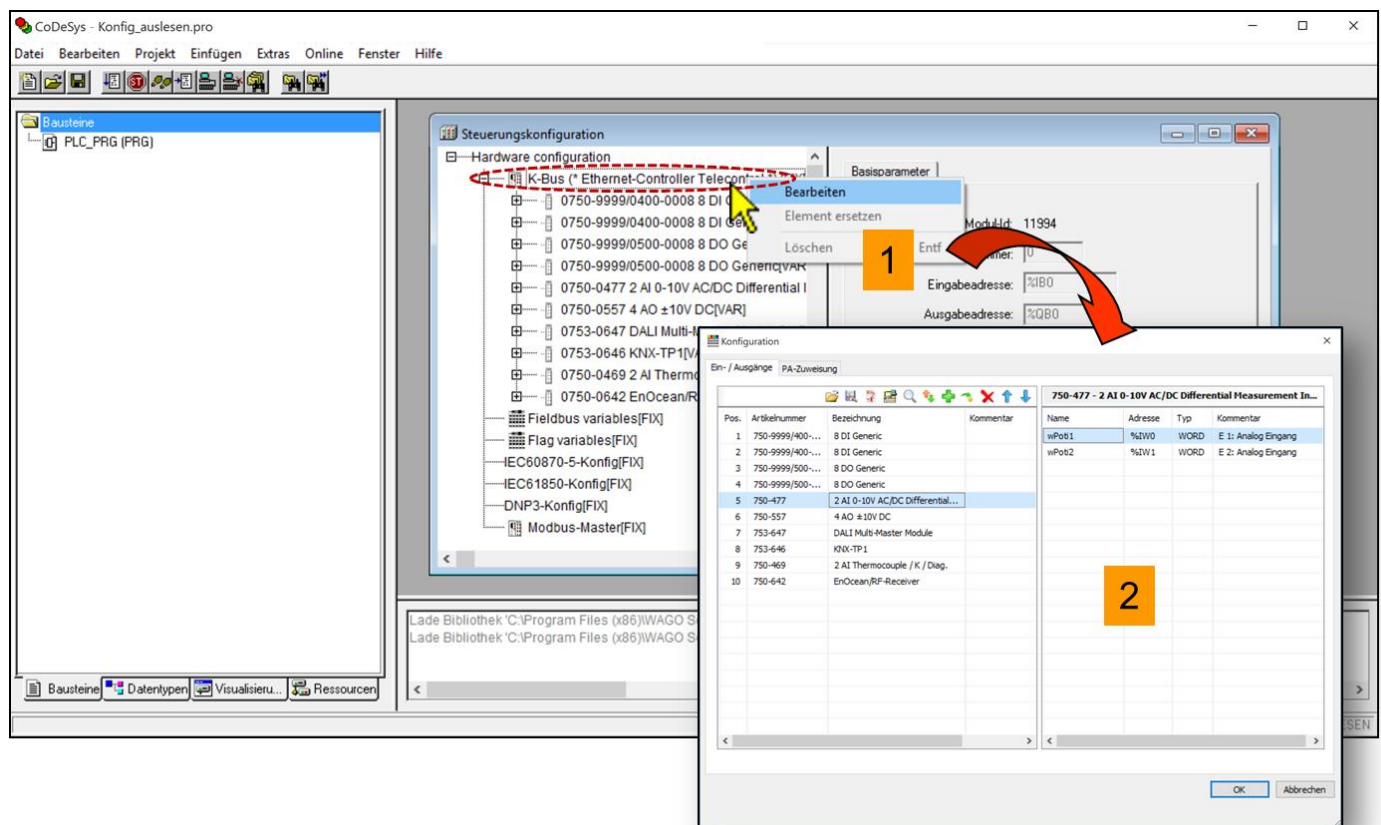 CoDeSys - Konfig_auslesen.pro
Datei Bearbeiten Projekt Einfügen Extras Online Fenster Hilfe
Bausteine
PLC_PRG (PRG)
Bausteine Datentypen Visualisieru... Ressourcen
Steuerungskonfiguration
Hardware configuration
K-Bus (* Ethernet-Controller
0750-9999/0400-0008 8 DI
0750-9999/0400-0008 8 DI
0750-9999/0500-0008 8 DO
0750-9999/0500-0008 8 DO Generic[VAR
0750-0477 2 AI 0-10V AC/DC Differential I
0750-0557 4 AO ±10V DC[VAR]
0753-0647 DALI
0753-0646 KNX-TP1[VA
0750-0469 2 AI Thermo
0750-0642 EnOcean/R
Fieldbus variables[FIX]
Flag variables[FIX]
IEC60870-5-Konfig[FIX]
IEC61850-Konfig[FIX]
DNP3-Konfig[FIX]
Modbus-Master[FIX]
Basisparameter
Modul-Id: 11994
0
Eingabeadresse: %IB0
Ausgabeadresse: %QB0
Bearbeiten
Element ersetzen
Löschen Entf
1
Lade Bibliothek 'C:\Program Files (x86)\WAGO S
Lade Bibliothek 'C:\Program Files (x86)\WAGO S
Konfiguration
Ein- / Ausgänge PA-Zuweisung
Pos. Artikelnummer Bezeichnung Kommentar
1 750-9999/400-... 8 DI Generic
2 750-9999/400-... 8 DI Generic
3 750-9999/500-... 8 DO Generic
4 750-9999/500-... 8 DO Generic
5 750-477 2 AI 0-10V AC/DC Differential...
6 750-557 4 AO ±10V DC
7 753-647 DALI Multi-Master Module
8 753-646 KNX-TP1
9 750-469 2 AI Thermocouple / K / Diag.
10 750-642 EnOcean/RF-Receiver
750-477 - 2 AI 0-10V AC/DC Differential Measurement In...
Name Adresse Typ Kommentar
wPoti1 %IW0 WORD E 1: Analog Eingang
wPoti2 %IW1 WORD E 2: Analog Eingang
2
OK Abbrechen